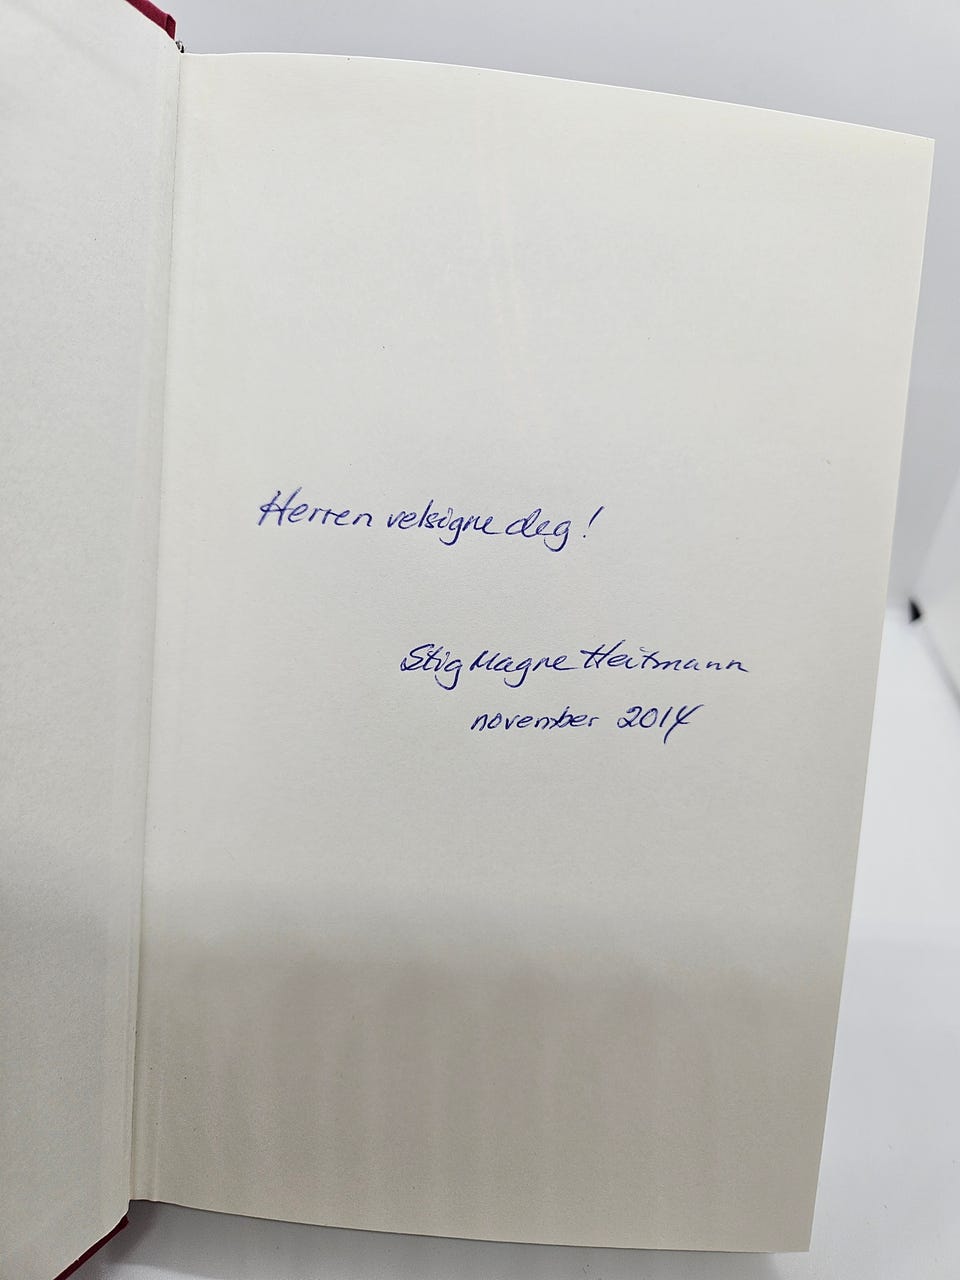 Herren velsigne deg!
Stig Magne Heitmann
november 2014